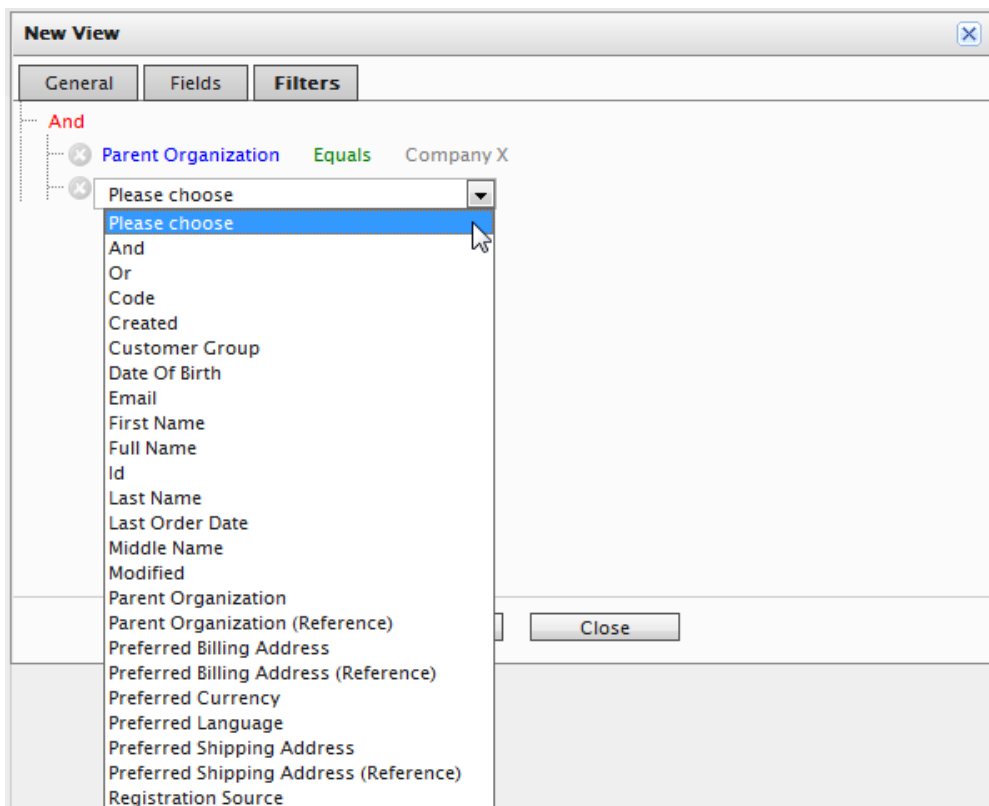 New View
General Fields Filters
And
Parent Organization Equals Company X
Please choose
Please choose
And
Or
Code
Created
Customer Group
Date Of Birth
Email
First Name
Full Name
Id
Last Name
Last Order Date
Middle Name
Modified
Parent Organization
Parent Organization (Reference)
Close
Preferred Billing Address
Preferred Billing Address (Reference)
Preferred Currency
Preferred Language
Preferred Shipping Address
Preferred Shipping Address (Reference)
Registration Source